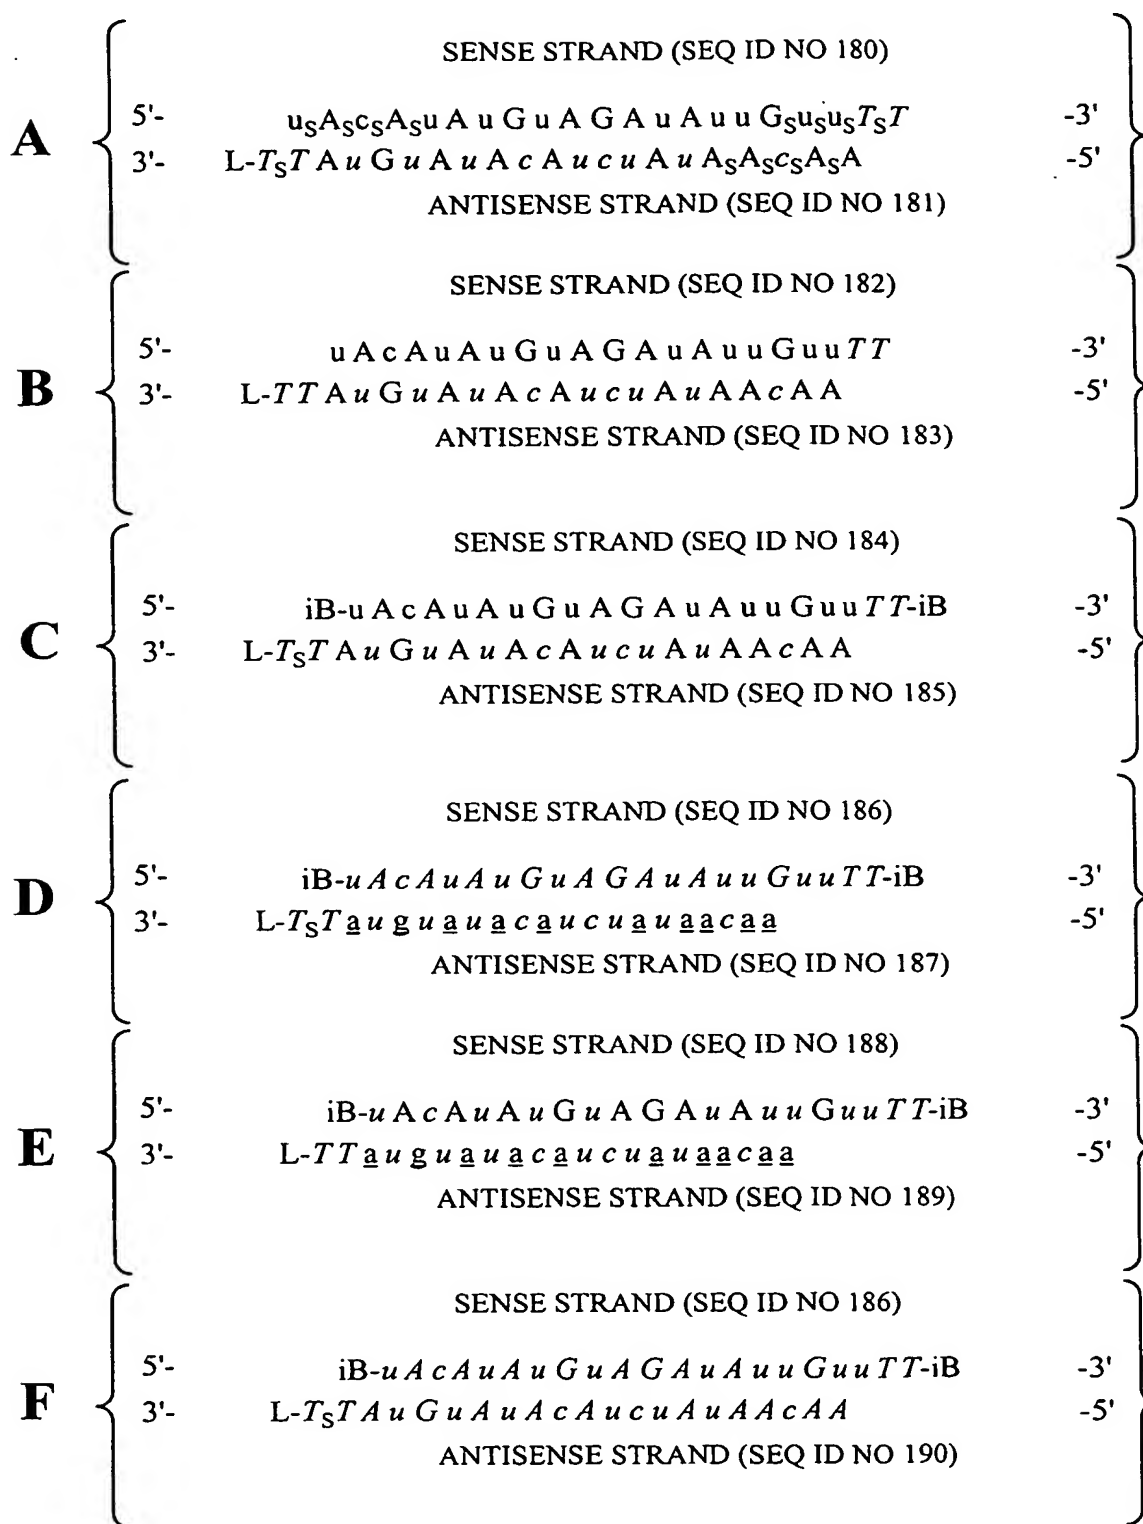 SENSE STRAND (SEQ ID NO 180)
5'- uSAScSASu A u G u A G A u A u u GSuSuSTST -3'
A
3'- L-TST A u G u A u A c A u c u A u ASAScSASA -5'
ANTISENSE STRAND (SEQ ID NO 181)
SENSE STRAND (SEQ ID NO 182)
5'- u A c A u A u G u A G A u A u u G u u T T -3'
B
3'- L-T T A u G u A u A c A u c u A u A A c A A -5'
ANTISENSE STRAND (SEQ ID NO 183)
SENSE STRAND (SEQ ID NO 184)
5'- iB-u A c A u A u G u A G A u A u u G u u T T-iB -3'
C
3'- L-TST A u G u A u A c A u c u A u A A c A A -5'
ANTISENSE STRAND (SEQ ID NO 185)
SENSE STRAND (SEQ ID NO 186)
5'- iB-u A c A u A u G u A G A u A u u G u u T T-iB -3'
D
3'- L-TST a u g u a u a c a u c u a u a a c a a -5'
ANTISENSE STRAND (SEQ ID NO 187)
SENSE STRAND (SEQ ID NO 188)
5'- iB-u A c A u A u G u A G A u A u u G u u T T-iB -3'
E
3'- L-T T a u g u a u a c a u c u a u a a c a a -5'
ANTISENSE STRAND (SEQ ID NO 189)
SENSE STRAND (SEQ ID NO 186)
5'- iB-u A c A u A u G u A G A u A u u G u u T T-iB -3'
F
3'- L-TST A u G u A u A c A u c u A u A A c A A -5'
ANTISENSE STRAND (SEQ ID NO 190)